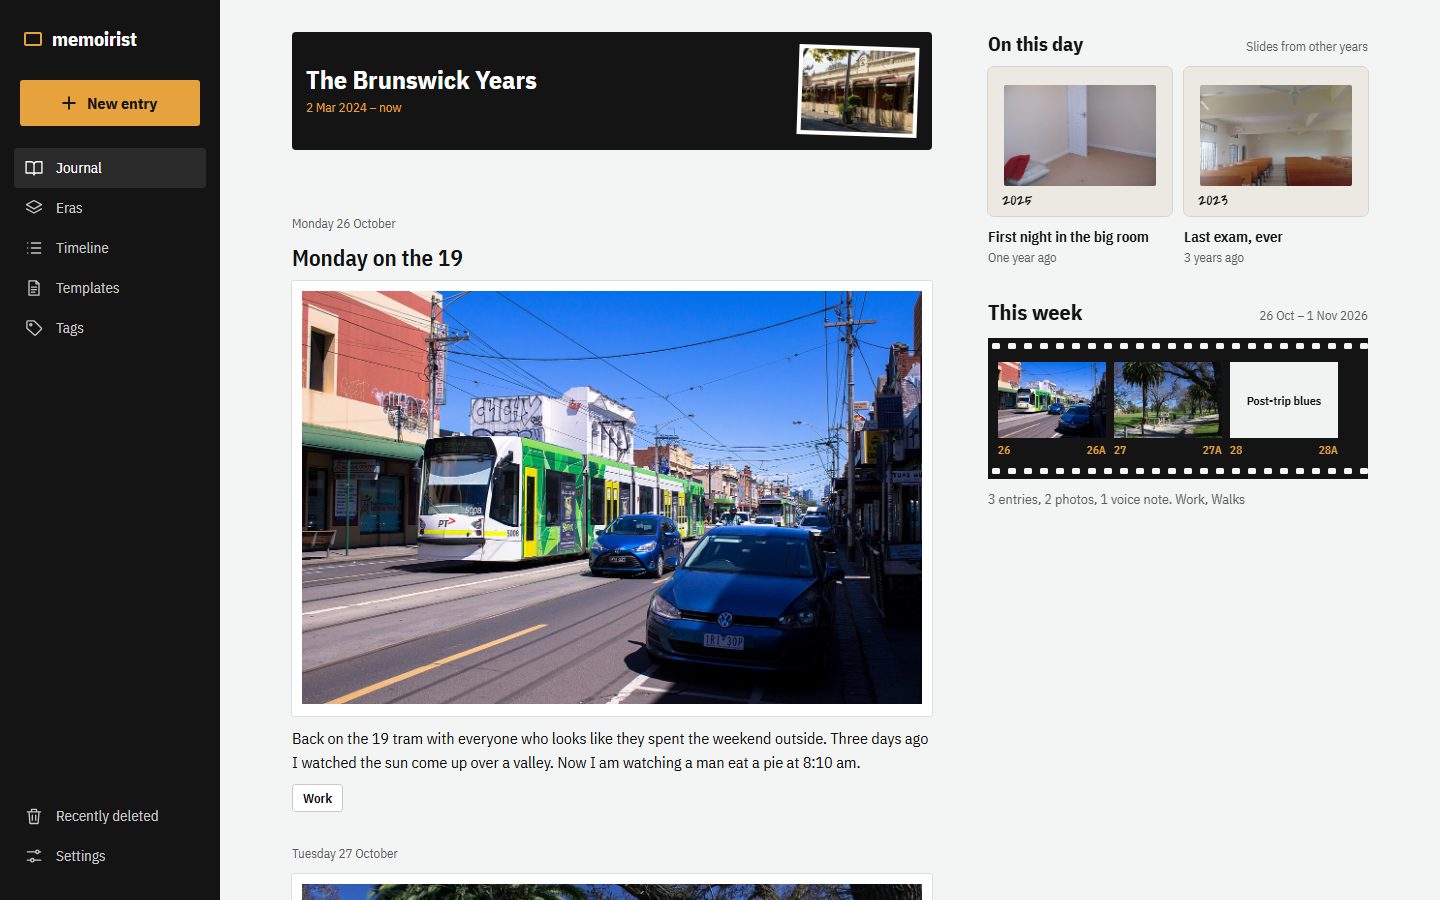 memoirist
New entry
Journal
Eras
Timeline
Templates
Tags
Recently deleted
Settings
The Brunswick Years
2 Mar 2024 – now
Monday 26 October
Monday on the 19
PT>
5008
Back on the 19 tram with everyone who looks like they spent the weekend outside. Three days ago
I watched the sun come up over a valley. Now I am watching a man eat a pie at 8:10 am.
Work
Tuesday 27 October
On this day
Slides from other years
2025
2023
First night in the big room
One year ago
Last exam, ever
3 years ago
This week
26 Oct – 1 Nov 2026
Post-trip blues
26 26A 27 27A 28 28A
3 entries, 2 photos, 1 voice note. Work, Walks